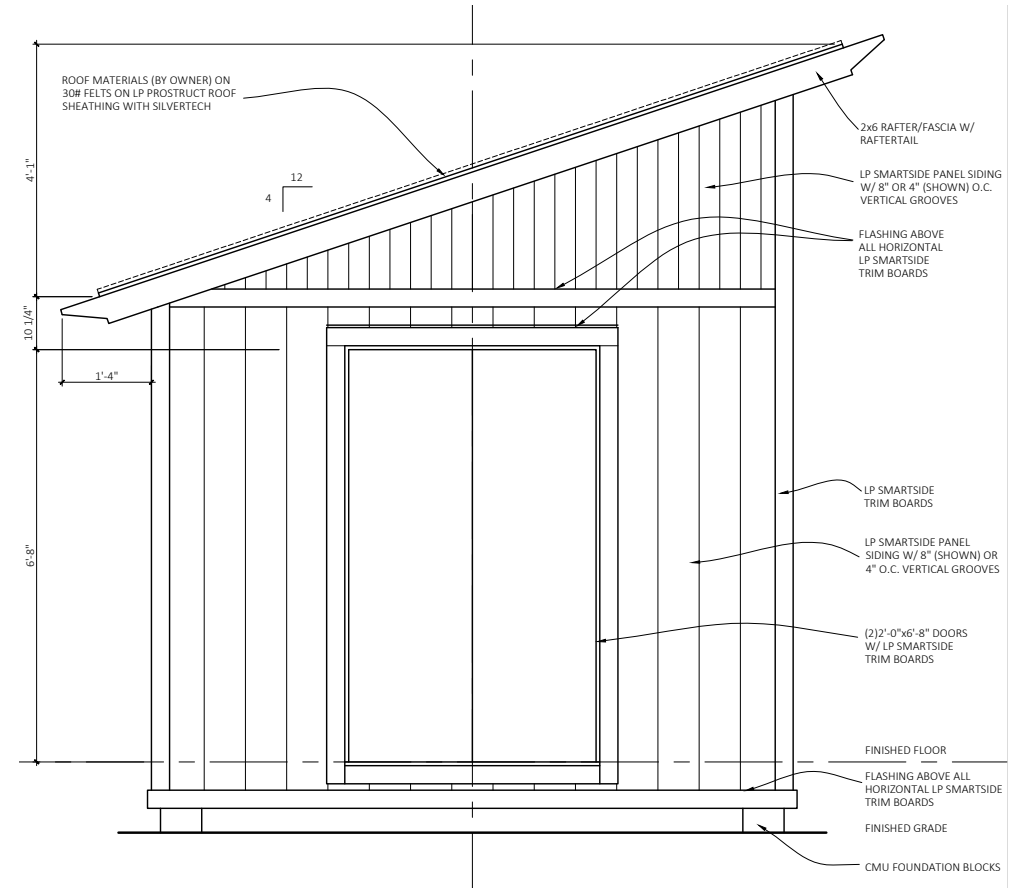 ROOF MATERIALS (BY OWNER) ON
30# FELTS ON LP PROSTRUCT ROOF
SHEATHING WITH SILVERTECH
2x6 RAFTER/FASCIA W/
RAFTERTAIL
4'-1"
12
4
LP SMARTSIDE PANEL SIDING
W/ 8" OR 4" (SHOWN) O.C.
VERTICAL GROOVES
FLASHING ABOVE
ALL HORIZONTAL
LP SMARTSIDE
TRIM BOARDS
10 1/4"
1'-4"
LP SMARTSIDE
TRIM BOARDS
6'-8"
LP SMARTSIDE PANEL
SIDING W/ 8" (SHOWN) OR
4" O.C. VERTICAL GROOVES
(2)2'-0"x6'-8" DOORS
W/ LP SMARTSIDE
TRIM BOARDS
FINISHED FLOOR
FLASHING ABOVE ALL
HORIZONTAL LP SMARTSIDE
TRIM BOARDS
FINISHED GRADE
CMU FOUNDATION BLOCKS